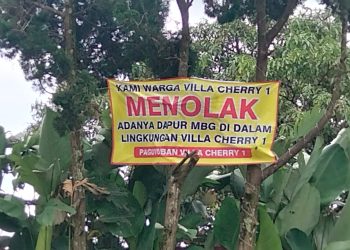 KAMI WARGA VILLA CHERRY 1
MENOLAK
ADANYA DAPUR MBG DI DALAM
LINGKUNGAN VILLA CHERRY 1
PAGUYUBAN VILLA CHERRY 1